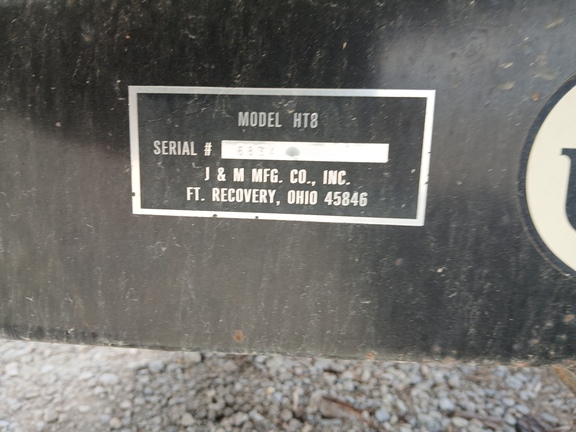 MODEL HT8
SERIAL #
J & M MFG. CO., INC.
FT. RECOVERY, OHIO 45846